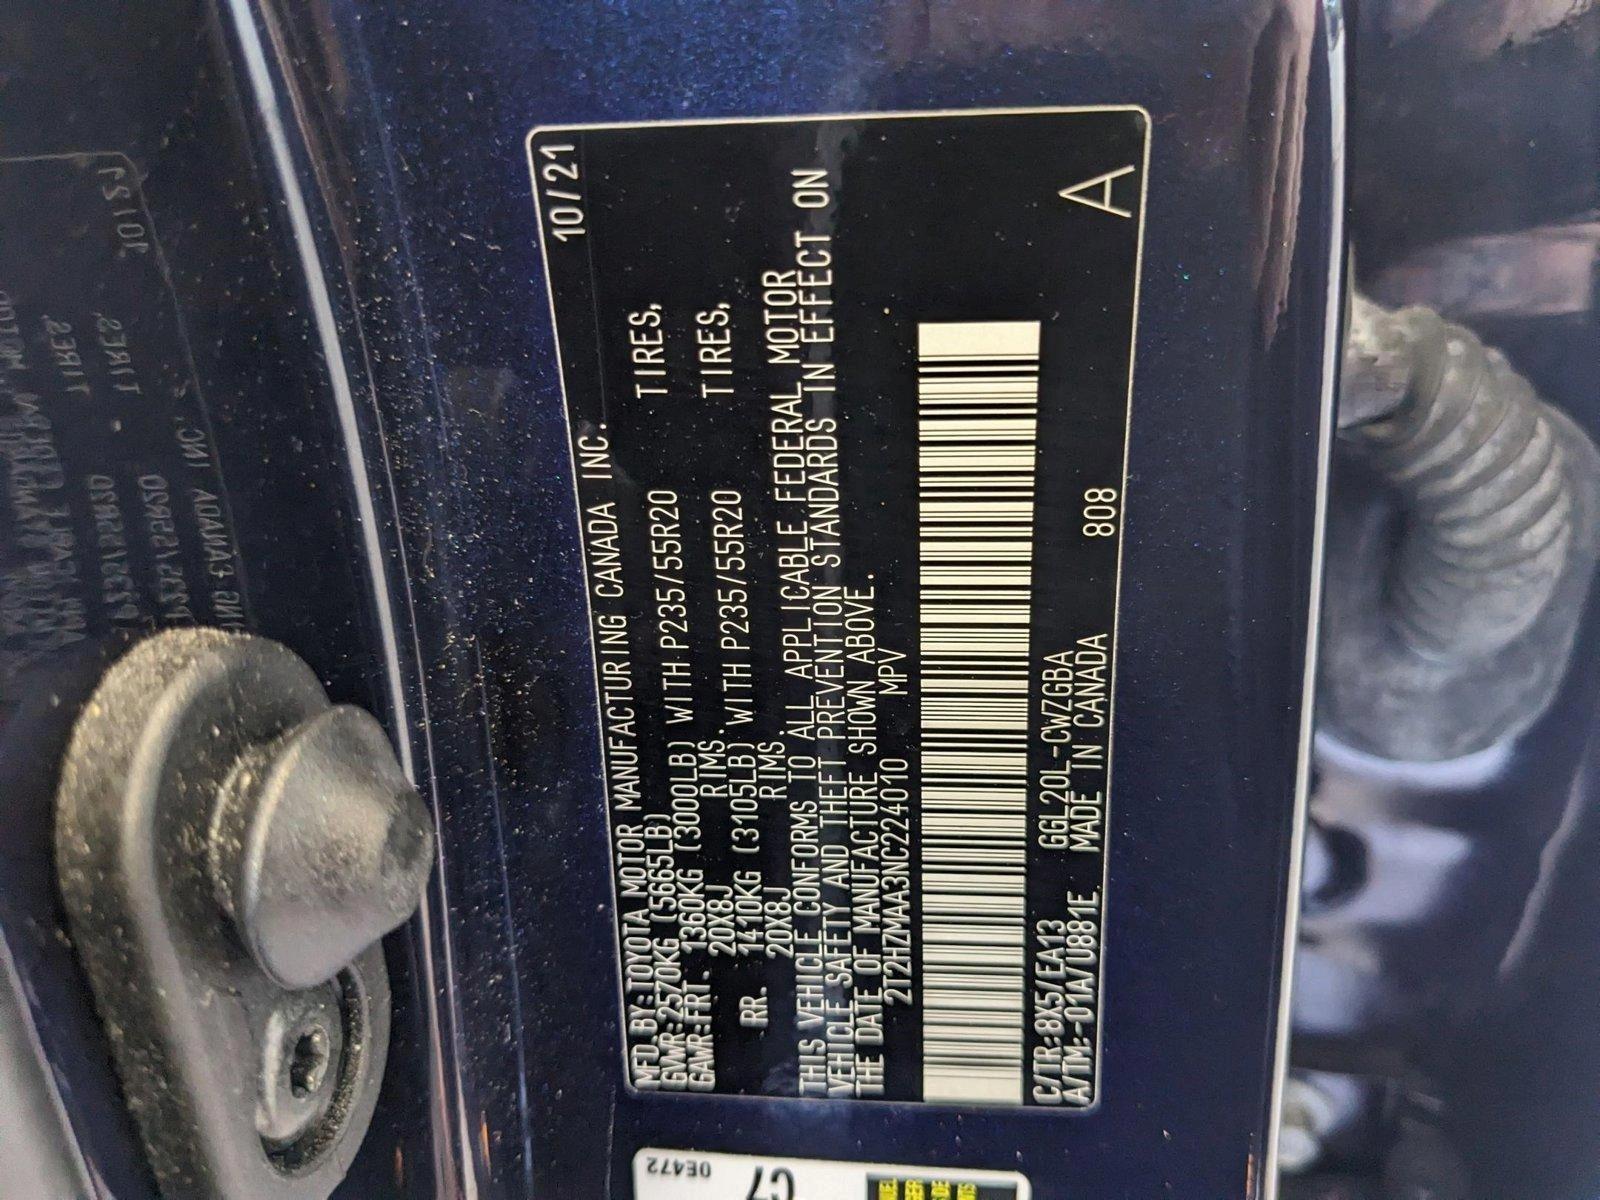 MFD. BY: TOYOTA MOTOR MANUFACTURING CANADA INC. 10/21
GVWR: 2570KG (5665LB)
GAWR: FRT. 1360KG (3000LB) WITH P235/55R20 TIRES,
20X8J RIMS.
RR. 1410KG (3105LB) WITH P235/55R20 TIRES,
20X8J RIMS.
THIS VEHICLE CONFORMS TO ALL APPLICABLE FEDERAL MOTOR
VEHICLE SAFETY AND THEFT PREVENTION STANDARDS IN EFFECT ON
THE DATE OF MANUFACTURE SHOWN ABOVE.
2T2HZMAA3NC224010 MPV
C/TR: 8X5/EA13 GGL20L-CWZGBA
A/TM: -01A/U881E MADE IN CANADA 808 A
0E472